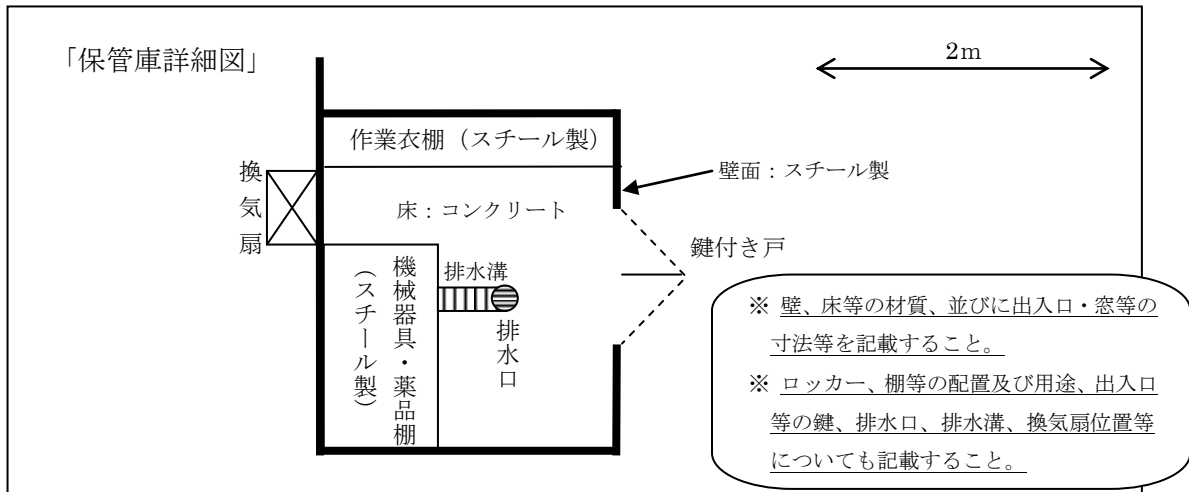 「保管庫詳細図」
2m
作業衣棚（スチール製）
換気扇
壁面：スチール製
床：コンクリート
鍵付き戸
機械器具・薬品棚
（スチール製）
排水溝
排水口
※ 壁、床等の材質、並びに出入口・窓等の
寸法等を記載すること。
※ ロッカー、棚等の配置及び用途、出入口
等の鍵、排水口、排水溝、換気扇位置等
についても記載すること。